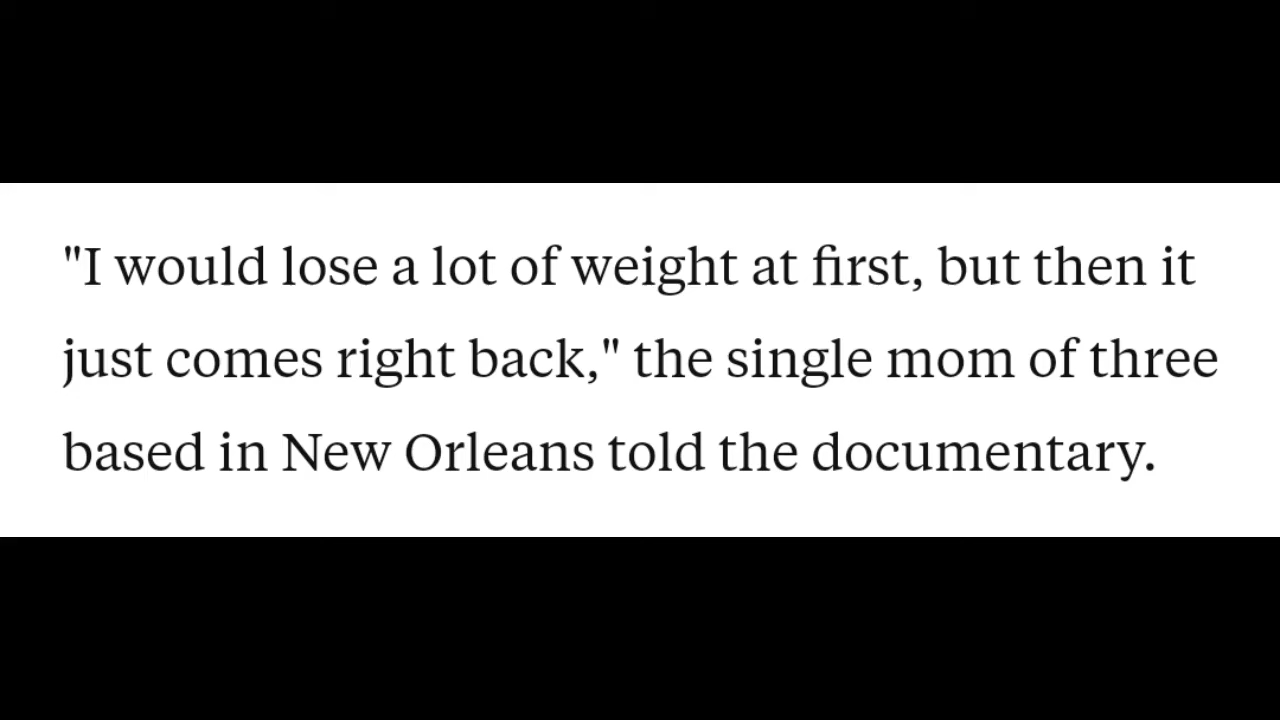 "I would lose a lot of weight at first, but then it
just comes right back," the single mom of three
based in New Orleans told the documentary.